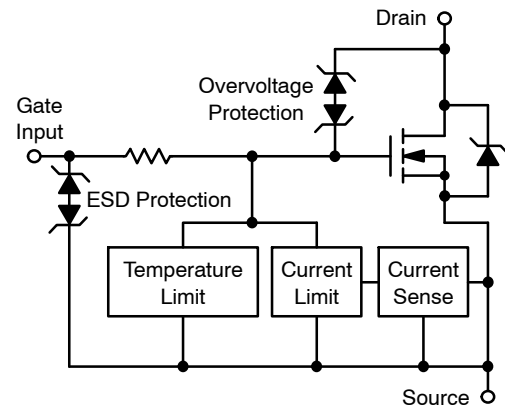 Drain
Overvoltage
Protection
Gate
Input
ESD Protection
Temperature
Limit
Current
Limit
Current
Sense
Source